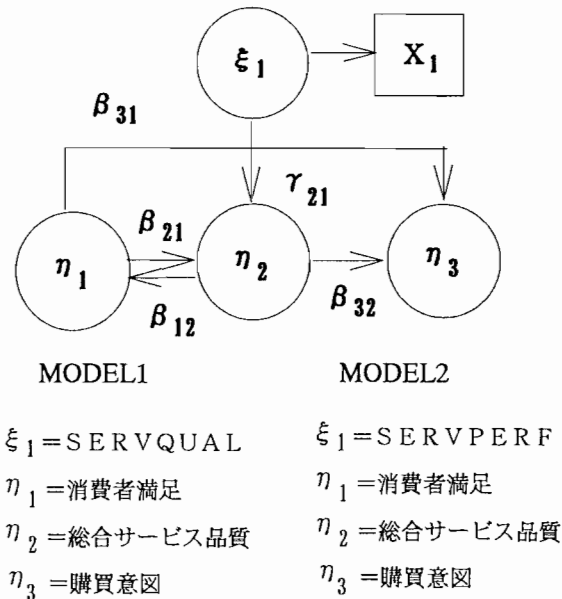 ξ1
X1
β31
γ21
η1
β21
β12
η2
β32
η3
MODEL1
MODEL2
ξ1=SERVQUAL
η1=消費者満足
η2=総合サービス品質
η3=購買意図
ξ1=SERVPERF
η1=消費者満足
η2=総合サービス品質
η3=購買意図